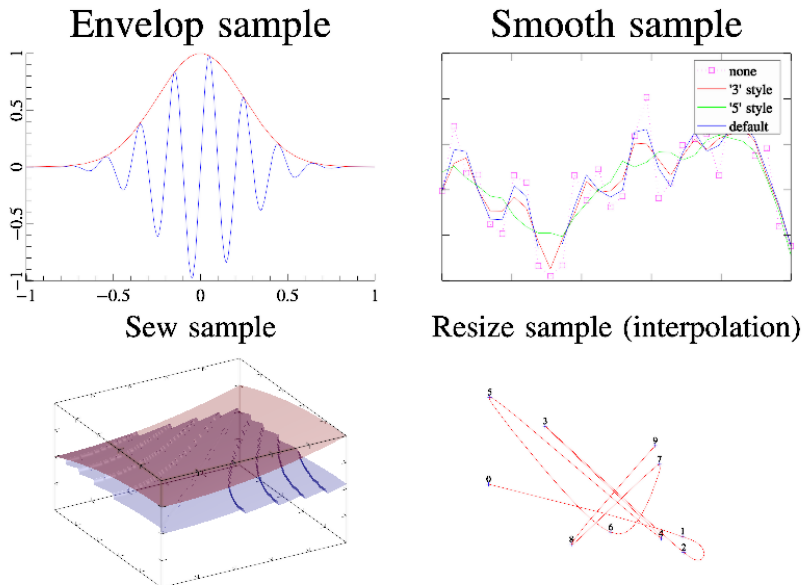 Envelop sample
Smooth sample
1
0.5
0
−0.5
−1
−1
−0.5
0
0.5
1
none
'3' style
'5' style
default
Sew sample
Resize sample (interpolation)
5
3
9
7
0
6
4
1
8
2